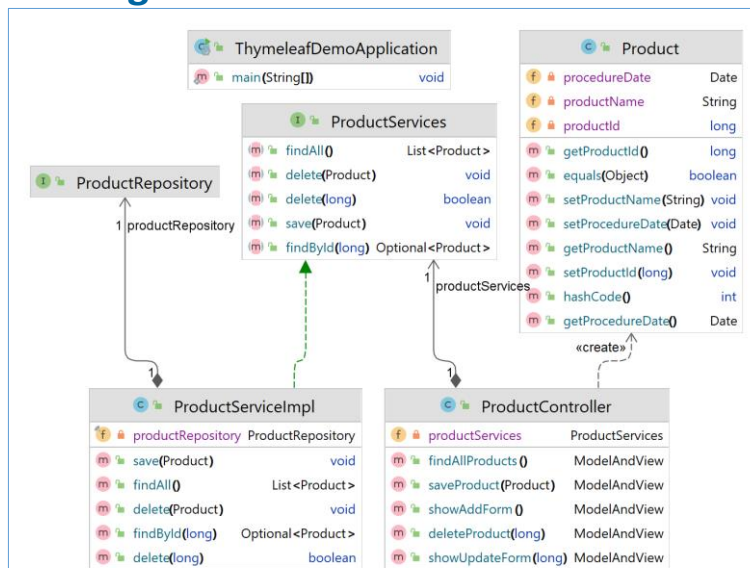 ThymeleafDemoApplication
main(String[]) void
Product
procedureDate Date
productName String
productId long
getProductId() long
equals(Object) boolean
setProductName(String) void
setProcedureDate(Date) void
getProductName() String
setProductId(long) void
hashCode() int
getProcedureDate() Date
ProductServices
findAll() List<Product>
delete(Product) void
delete(long) boolean
save(Product) void
findById(long) Optional<Product>
ProductRepository
1 productRepository
1
1
productServices
1
«create»
ProductServiceImpl
productRepository ProductRepository
save(Product) void
findAll() List<Product>
delete(Product) void
findById(long) Optional<Product>
delete(long) boolean
ProductController
productServices ProductServices
findAllProducts() ModelAndView
saveProduct(Product) ModelAndView
showAddForm() ModelAndView
deleteProduct(long) ModelAndView
showUpdateForm(long) ModelAndView